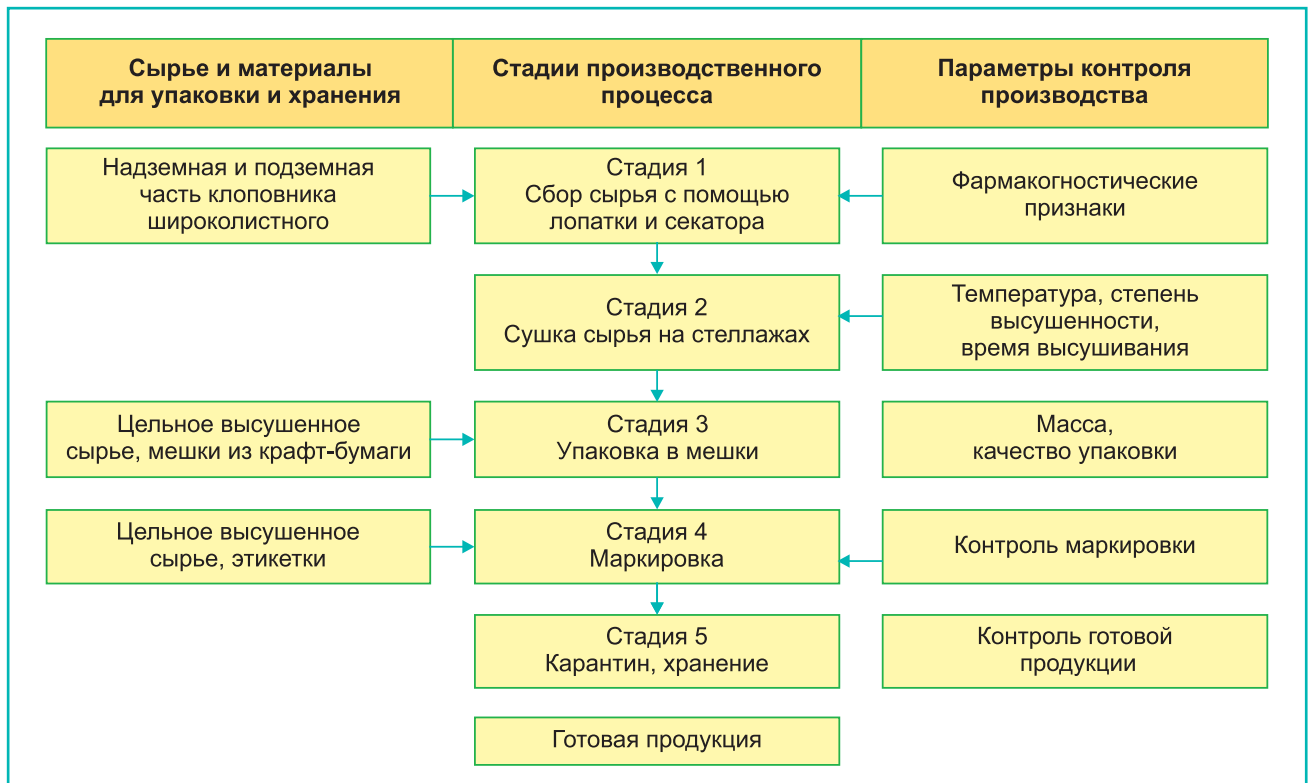 Сырье и материалы
для упаковки и хранения
Стадии производственного
процесса
Параметры контроля
производства
Надземная и подземная
часть клоповника
широколистного
Стадия 1
Сбор сырья с помощью
лопатки и секатора
Фармакогностические
признаки
Стадия 2
Сушка сырья на стеллажах
Температура, степень
высушенности,
время высушивания
Цельное высушенное
сырье, мешки из крафт-бумаги
Стадия 3
Упаковка в мешки
Масса,
качество упаковки
Цельное высушенное
сырье, этикетки
Стадия 4
Маркировка
Контроль маркировки
Стадия 5
Карантин, хранение
Контроль готовой
продукции
Готовая продукция